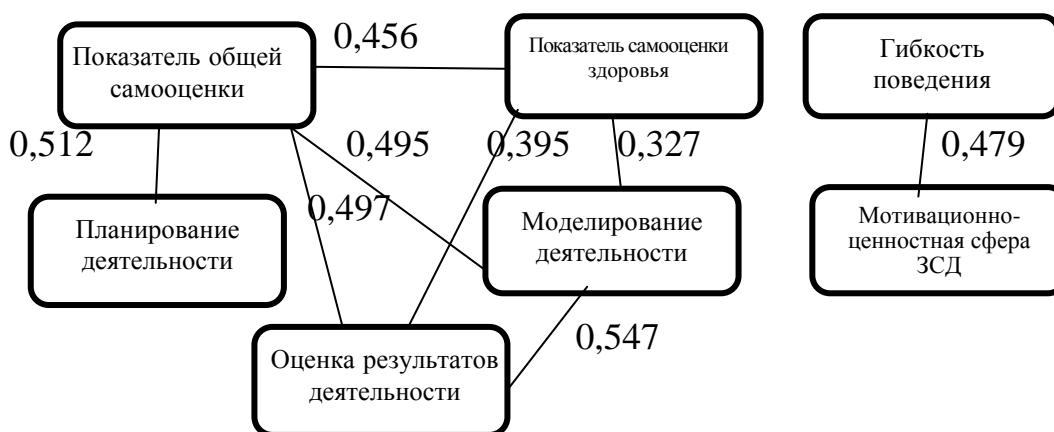 0,456
Показатель общей
самооценки
Показатель самооценки
здоровья
Гибкость
поведения
0,512
0,495
0,395
0,327
0,479
0,497
Планирование
деятельности
Моделирование
деятельности
Мотивационно-
ценностная сфера
ЗСД
0,547
Оценка результатов
деятельности